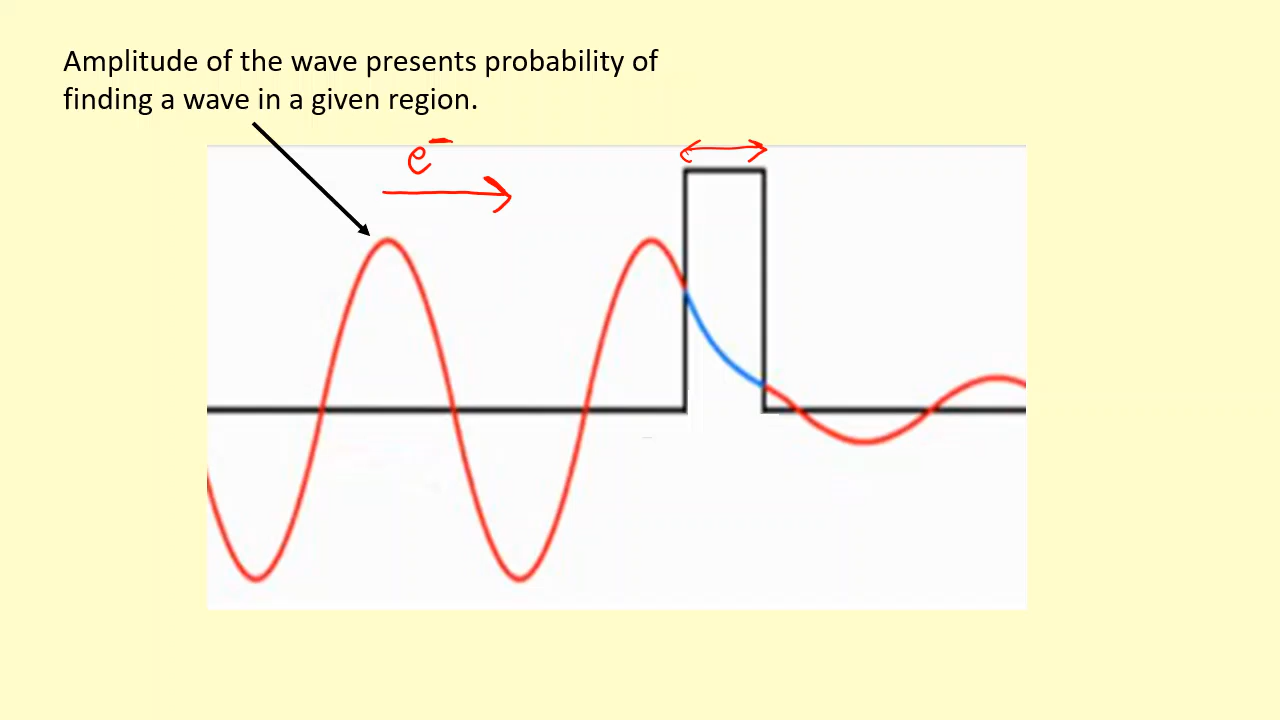 Amplitude of the wave presents probability of
finding a wave in a given region.
e⁻